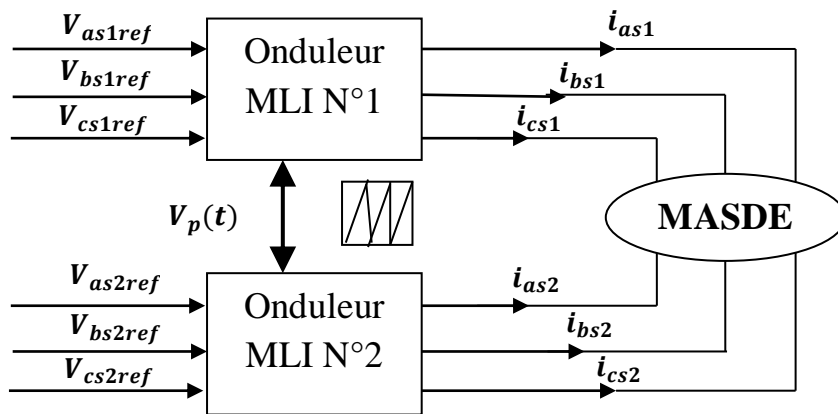 V_as1ref
V_bs1ref
V_cs1ref
Onduleur
MLI N°1
i_as1
i_bs1
i_cs1
V_p(t)
MASDE
V_as2ref
V_bs2ref
V_cs2ref
Onduleur
MLI N°2
i_as2
i_bs2
i_cs2